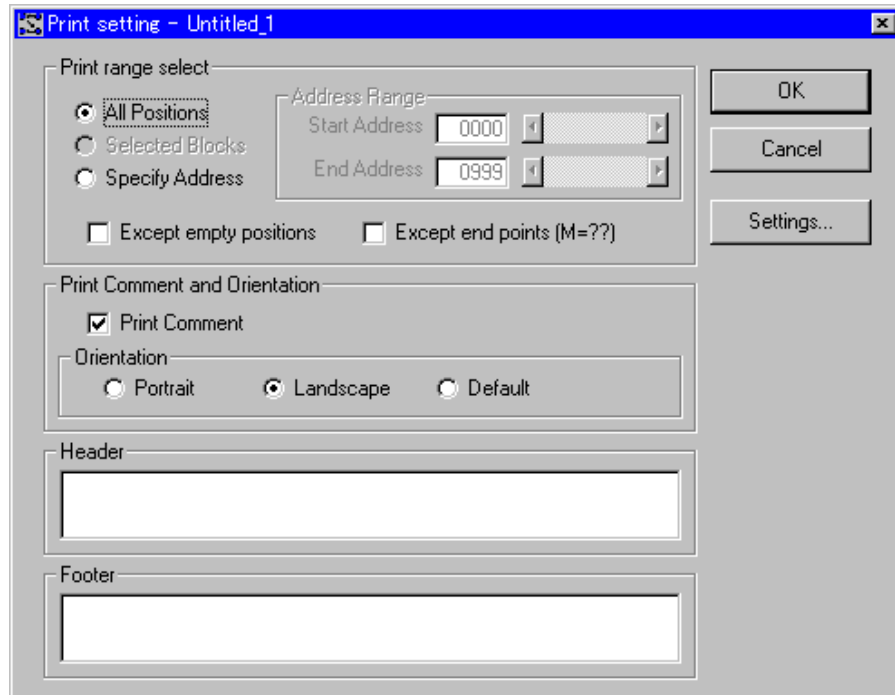 Print setting - Untitled_1
Print range select
All Positions
Selected Blocks
Specify Address
Address Range
Start Address 0000
End Address 0999
Except empty positions Except end points (M=??)
OK
Cancel
Settings...
Print Comment and Orientation
Print Comment
Orientation
Portrait Landscape Default
Header
Footer